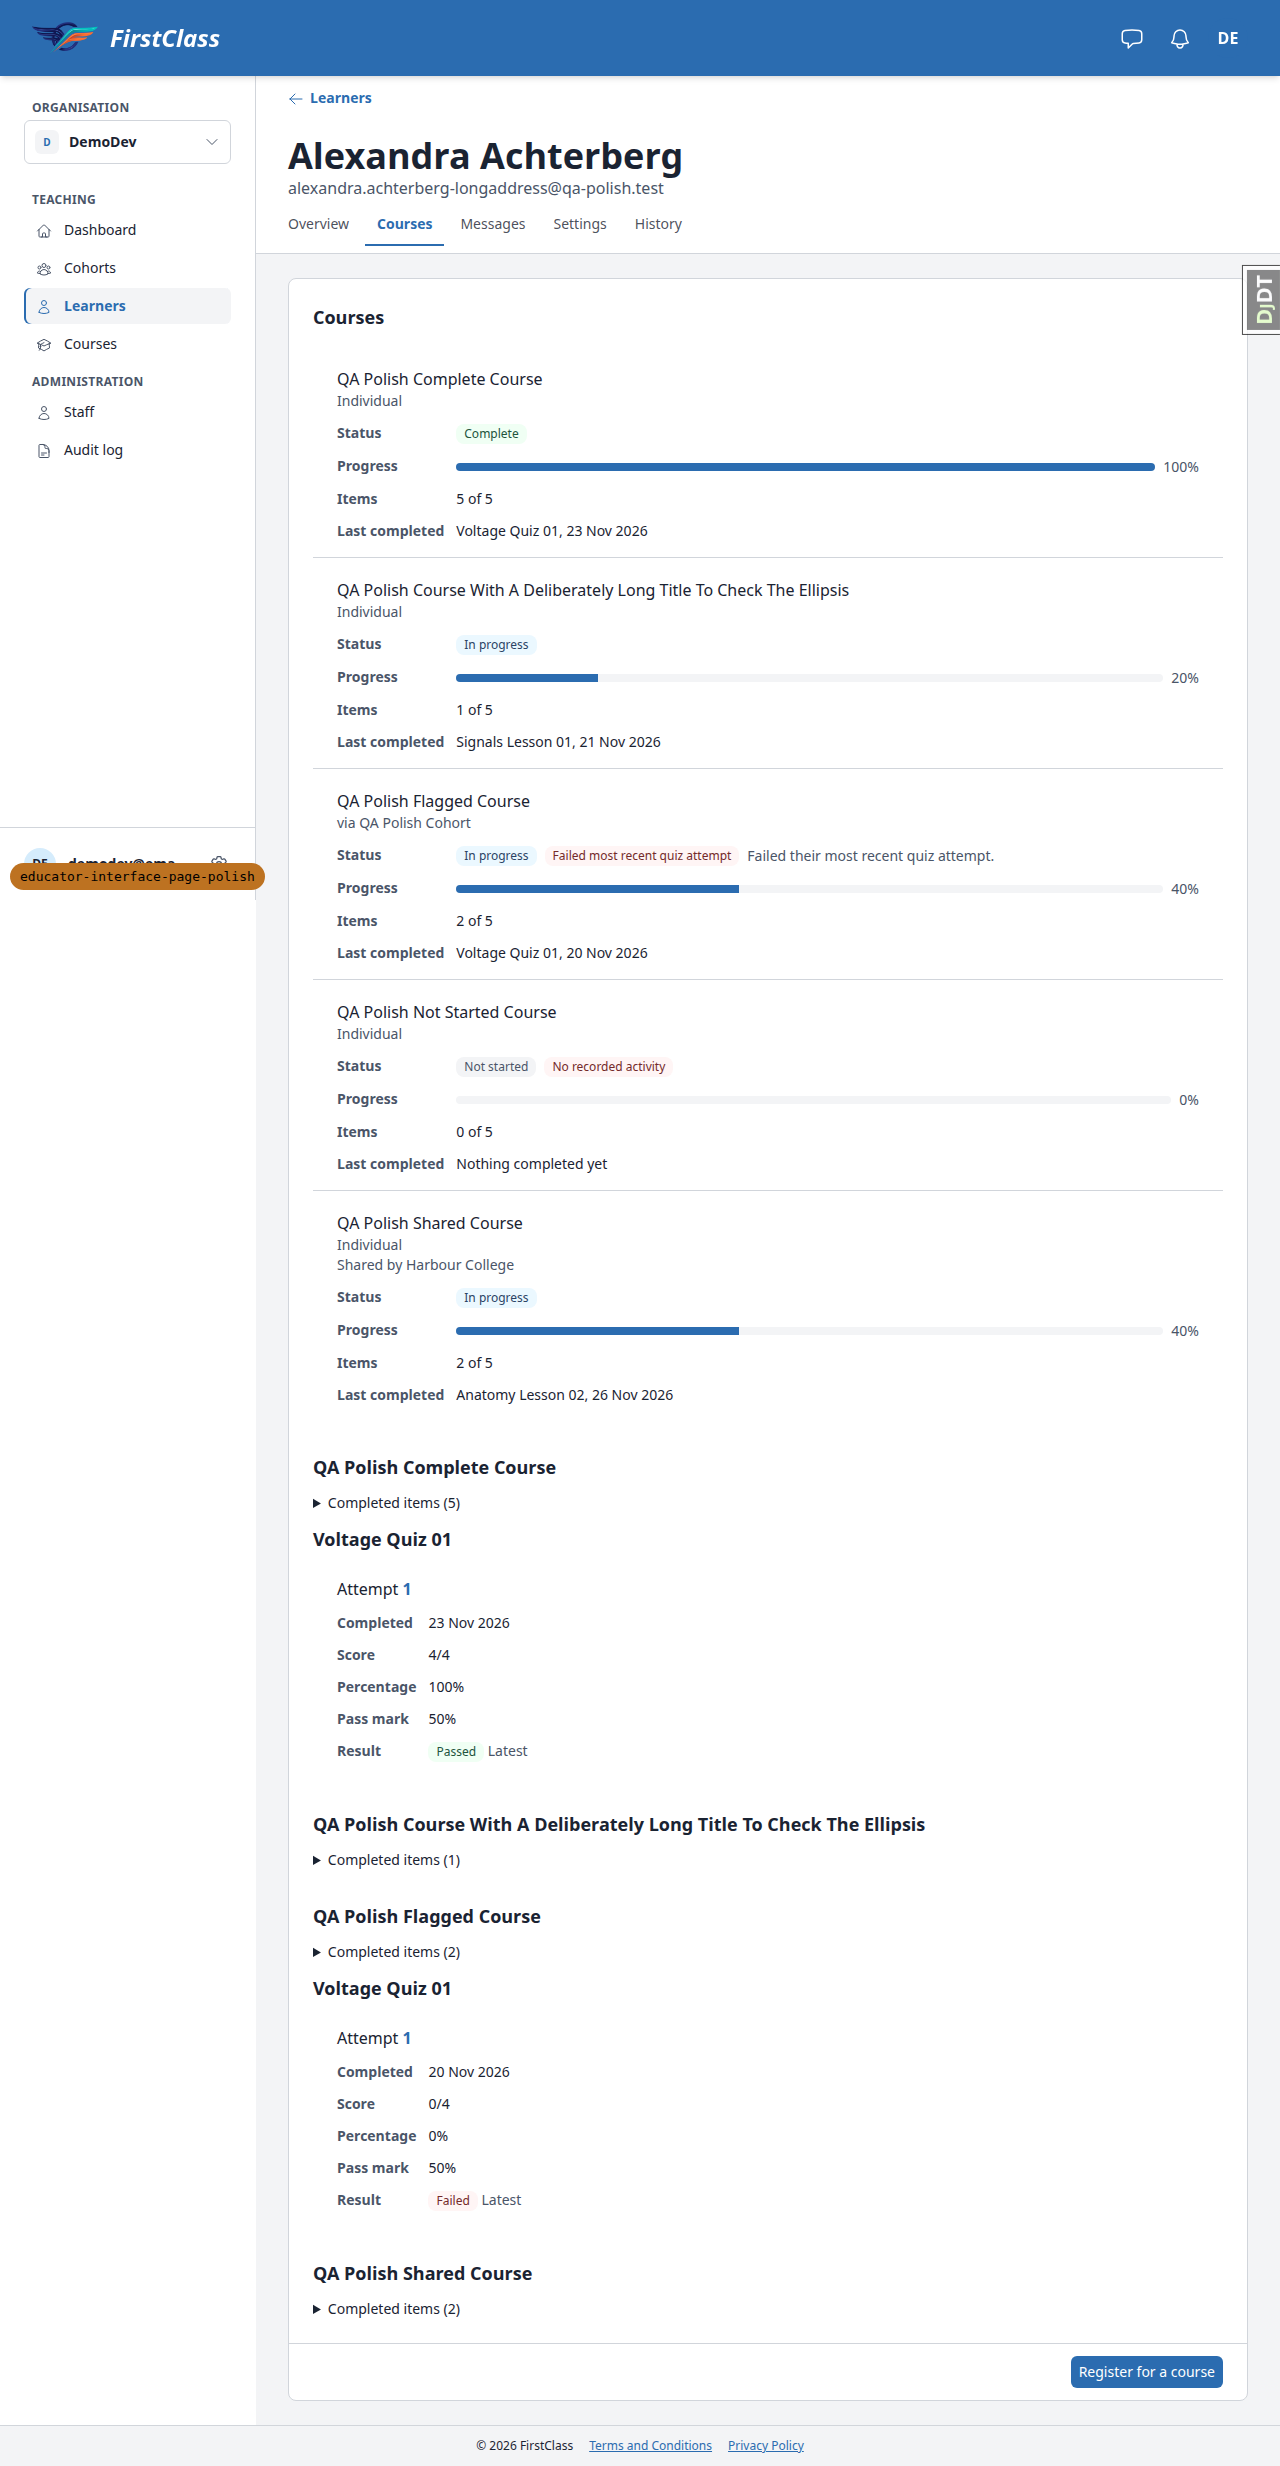 FirstClass
DE
ORGANISATION
D DemoDev
TEACHING
Dashboard
Cohorts
Learners
Courses
ADMINISTRATION
Staff
Audit log
educator-interface-page-polish
Learners
Alexandra Achterberg
alexandra.achterberg-longaddress@qa-polish.test
Overview Courses Messages Settings History
DjDT
Courses
QA Polish Complete Course
Individual
Status Complete
Progress 100%
Items 5 of 5
Last completed Voltage Quiz 01, 23 Nov 2026
QA Polish Course With A Deliberately Long Title To Check The Ellipsis
Individual
Status In progress
Progress 20%
Items 1 of 5
Last completed Signals Lesson 01, 21 Nov 2026
QA Polish Flagged Course
via QA Polish Cohort
Status In progress Failed most recent quiz attempt Failed their most recent quiz attempt.
Progress 40%
Items 2 of 5
Last completed Voltage Quiz 01, 20 Nov 2026
QA Polish Not Started Course
Individual
Status Not started No recorded activity
Progress 0%
Items 0 of 5
Last completed Nothing completed yet
QA Polish Shared Course
Individual
Shared by Harbour College
Status In progress
Progress 40%
Items 2 of 5
Last completed Anatomy Lesson 02, 26 Nov 2026
QA Polish Complete Course
Completed items (5)
Voltage Quiz 01
Attempt 1
Completed 23 Nov 2026
Score 4/4
Percentage 100%
Pass mark 50%
Result Passed Latest
QA Polish Course With A Deliberately Long Title To Check The Ellipsis
Completed items (1)
QA Polish Flagged Course
Completed items (2)
Voltage Quiz 01
Attempt 1
Completed 20 Nov 2026
Score 0/4
Percentage 0%
Pass mark 50%
Result Failed Latest
QA Polish Shared Course
Completed items (2)
Register for a course
© 2026 FirstClass Terms and Conditions Privacy Policy